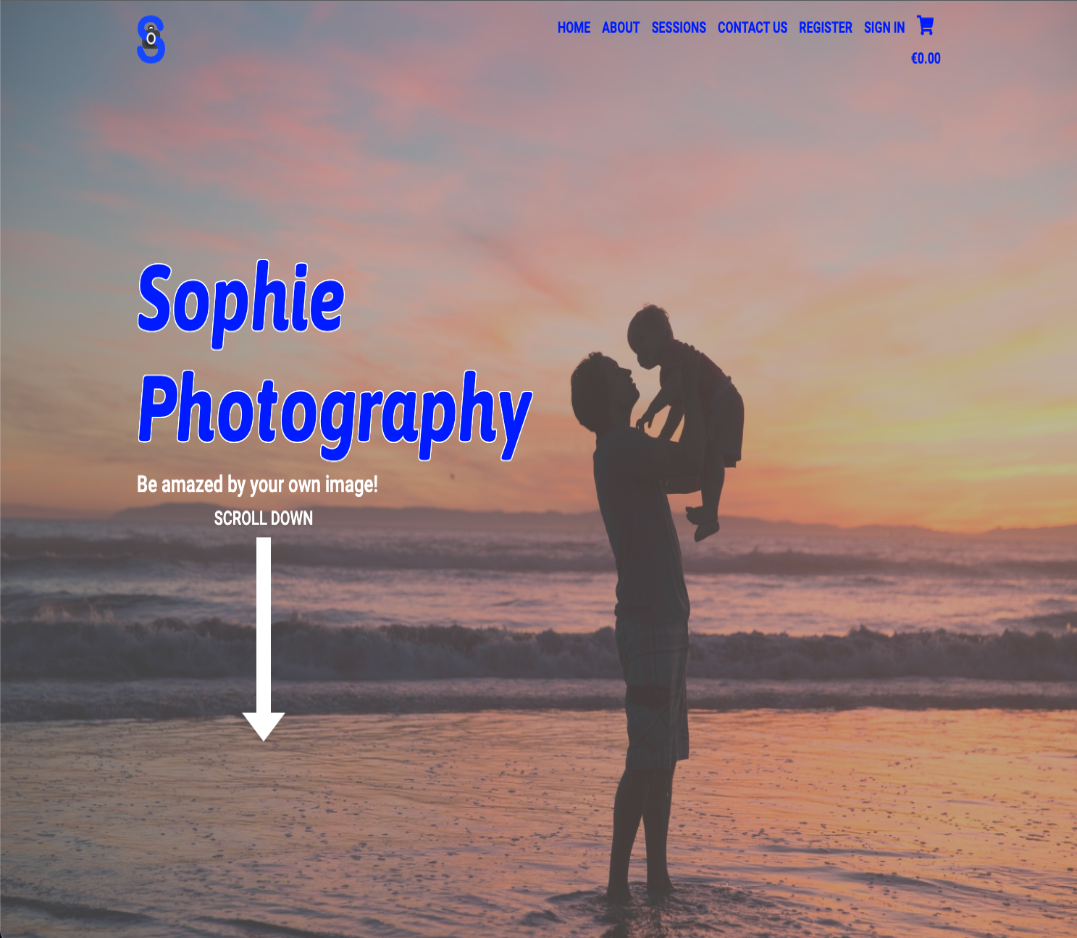 S
HOME ABOUT SESSIONS CONTACT US REGISTER SIGN IN
€0.00
Sophie
Photography
Be amazed by your own image!
SCROLL DOWN